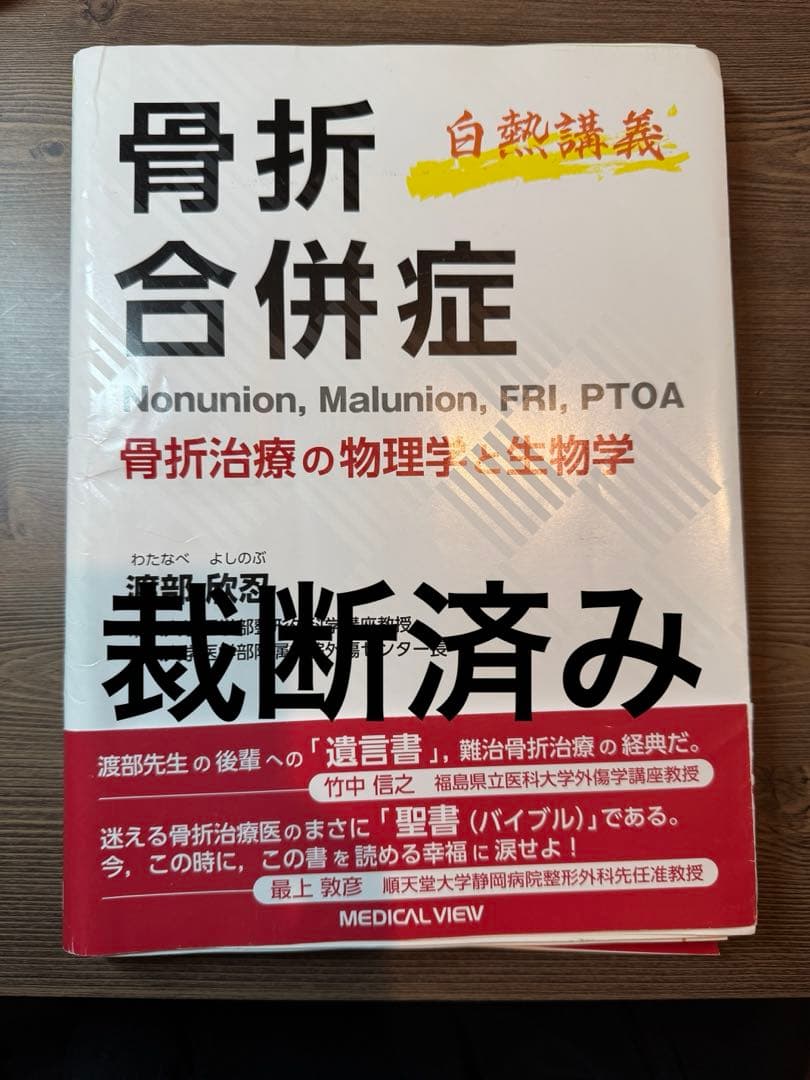 骨折
合併症
白熱講義
Nonunion, Malunion, FRI, PTOA
骨折治療の物理学と生物学
わたなべ よしのぶ
渡部 欣忍
裁断済み
渡部先生の後輩への「遺言書」，難治骨折治療の経典だ。
竹中 信之 福島県立医科大学外傷学講座教授
迷える骨折治療医のまさに「聖書（バイブル）」である。
今，この時に，この書を読める幸福に涙せよ！
最上 敦彦 順天堂大学静岡病院整形外科先任准教授
MEDICAL VIEW